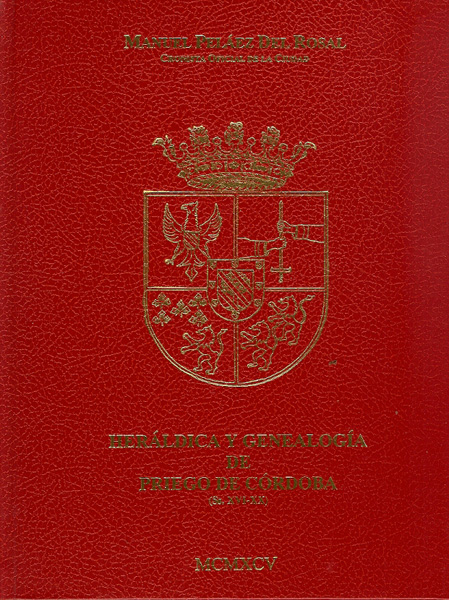 MANUEL PELÁEZ DEL ROSAL
CRONISTA OFICIAL DE LA CIUDAD
HERÁLDICA Y GENEALOGÍA
DE
PRIEGO DE CÓRDOBA
(Ss. XVI-XX)
MCMXCV